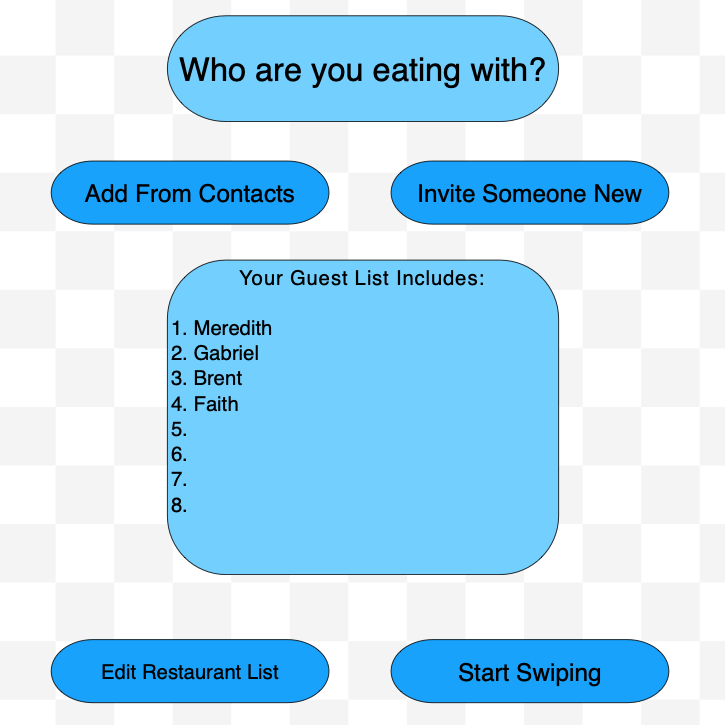 Who are you eating with?
Add From Contacts
Invite Someone New
Your Guest List Includes:
1. Meredith
2. Gabriel
3. Brent
4. Faith
5.
6.
7.
8.
Edit Restaurant List
Start Swiping